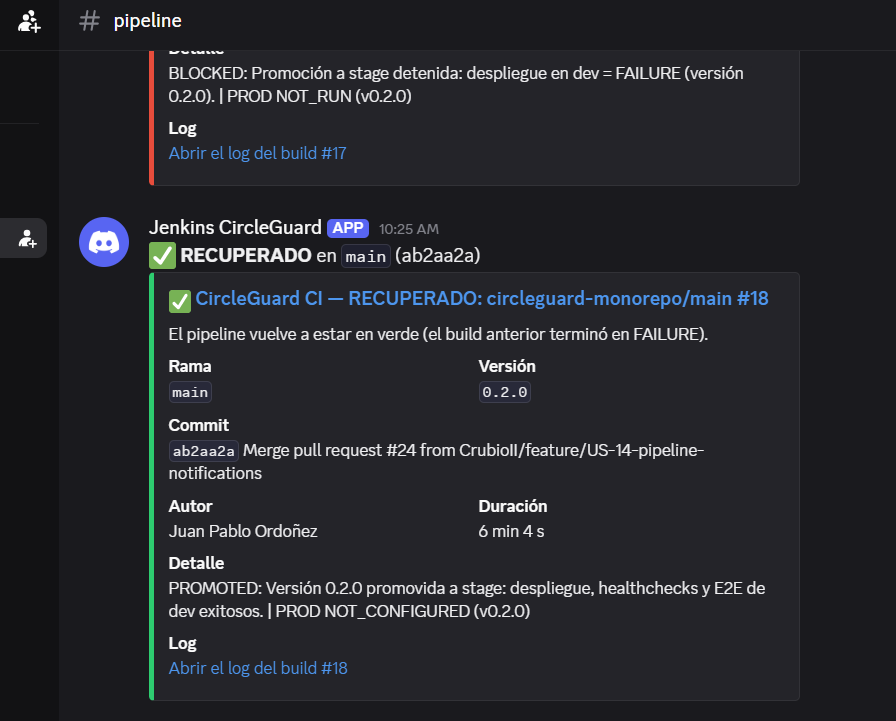 # pipeline
Detalle
BLOCKED: Promoción a stage detenida: despliegue en dev = FAILURE (versión
0.2.0). | PROD NOT_RUN (v0.2.0)
Log
Abrir el log del build #17
Jenkins CircleGuard APP 10:25 AM
✅ RECUPERADO en main (ab2aa2a)
✅ CircleGuard CI — RECUPERADO: circleguard-monorepo/main #18
El pipeline vuelve a estar en verde (el build anterior terminó en FAILURE).
Rama Versión
main 0.2.0
Commit
ab2aa2a Merge pull request #24 from CrubioII/feature/US-14-pipeline-
notifications
Autor Duración
Juan Pablo Ordoñez 6 min 4 s
Detalle
PROMOTED: Versión 0.2.0 promovida a stage: despliegue, healthchecks y E2E de
dev exitosos. | PROD NOT_CONFIGURED (v0.2.0)
Log
Abrir el log del build #18